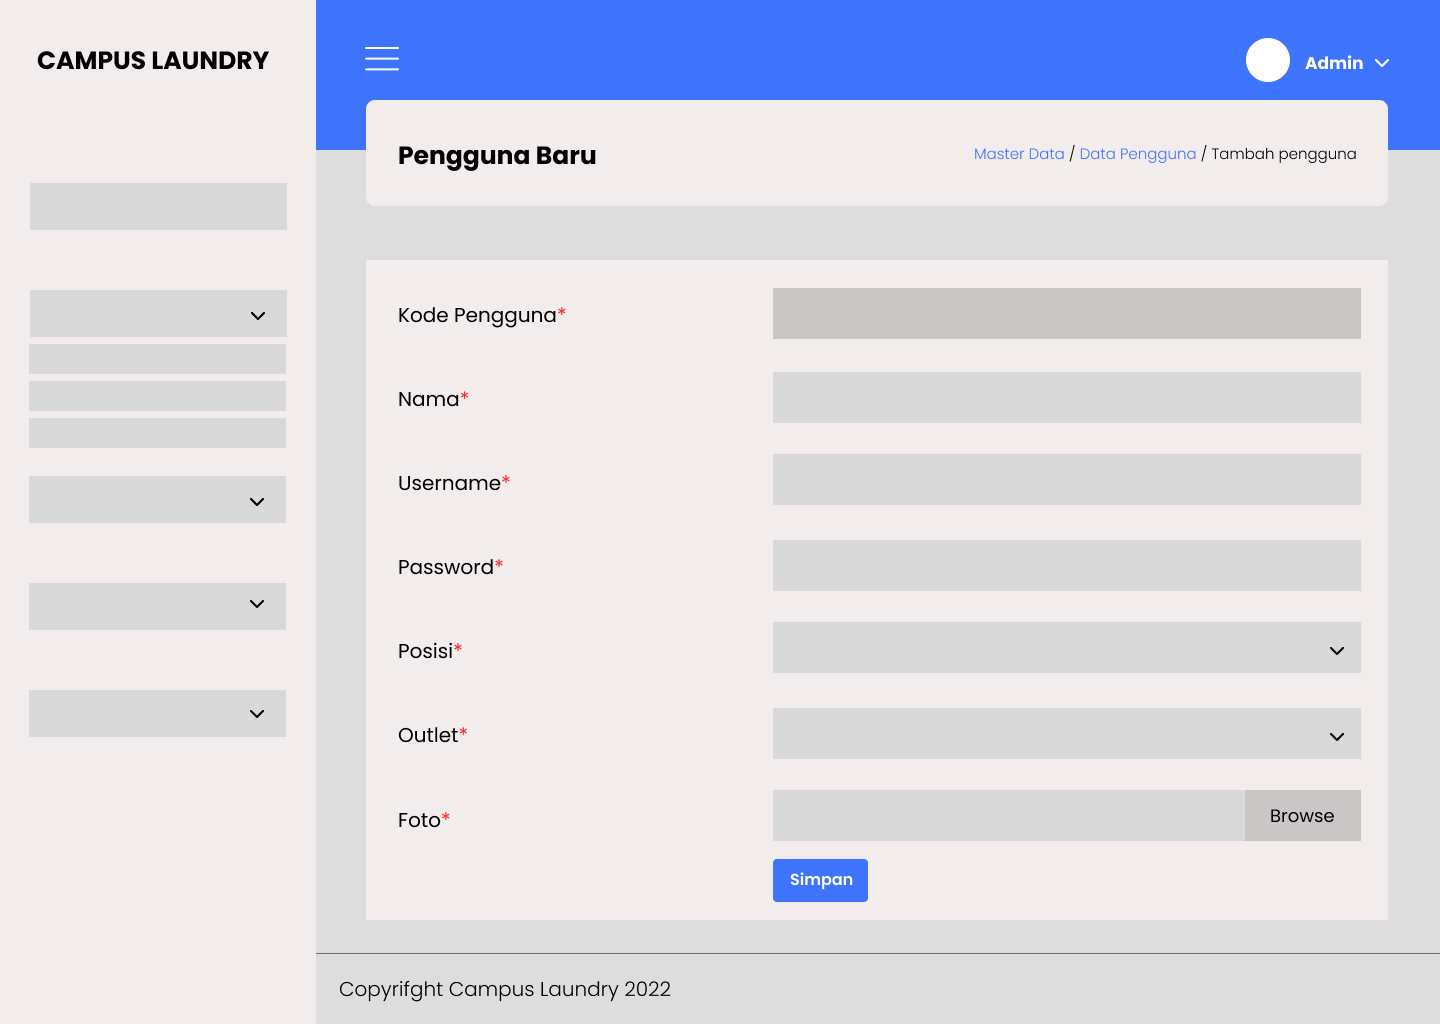 CAMPUS LAUNDRY
Admin
Pengguna Baru
Master Data / Data Pengguna / Tambah pengguna
Kode Pengguna*
Nama*
Username*
Password*
Posisi*
Outlet*
Foto*
Browse
Simpan
Copyrifght Campus Laundry 2022